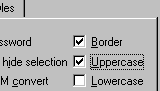 les
ssword Border
hide selection Uppercase
M convert Lowercase